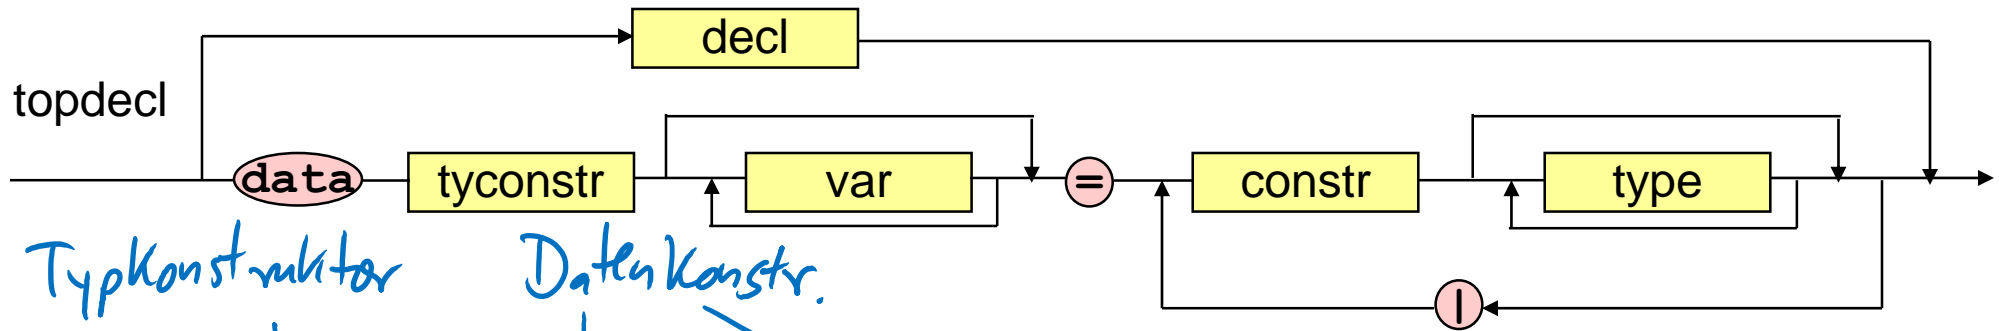 decl
topdecl
data tyconstr var = constr type
Typkonstruktor Datenkonstr.
|